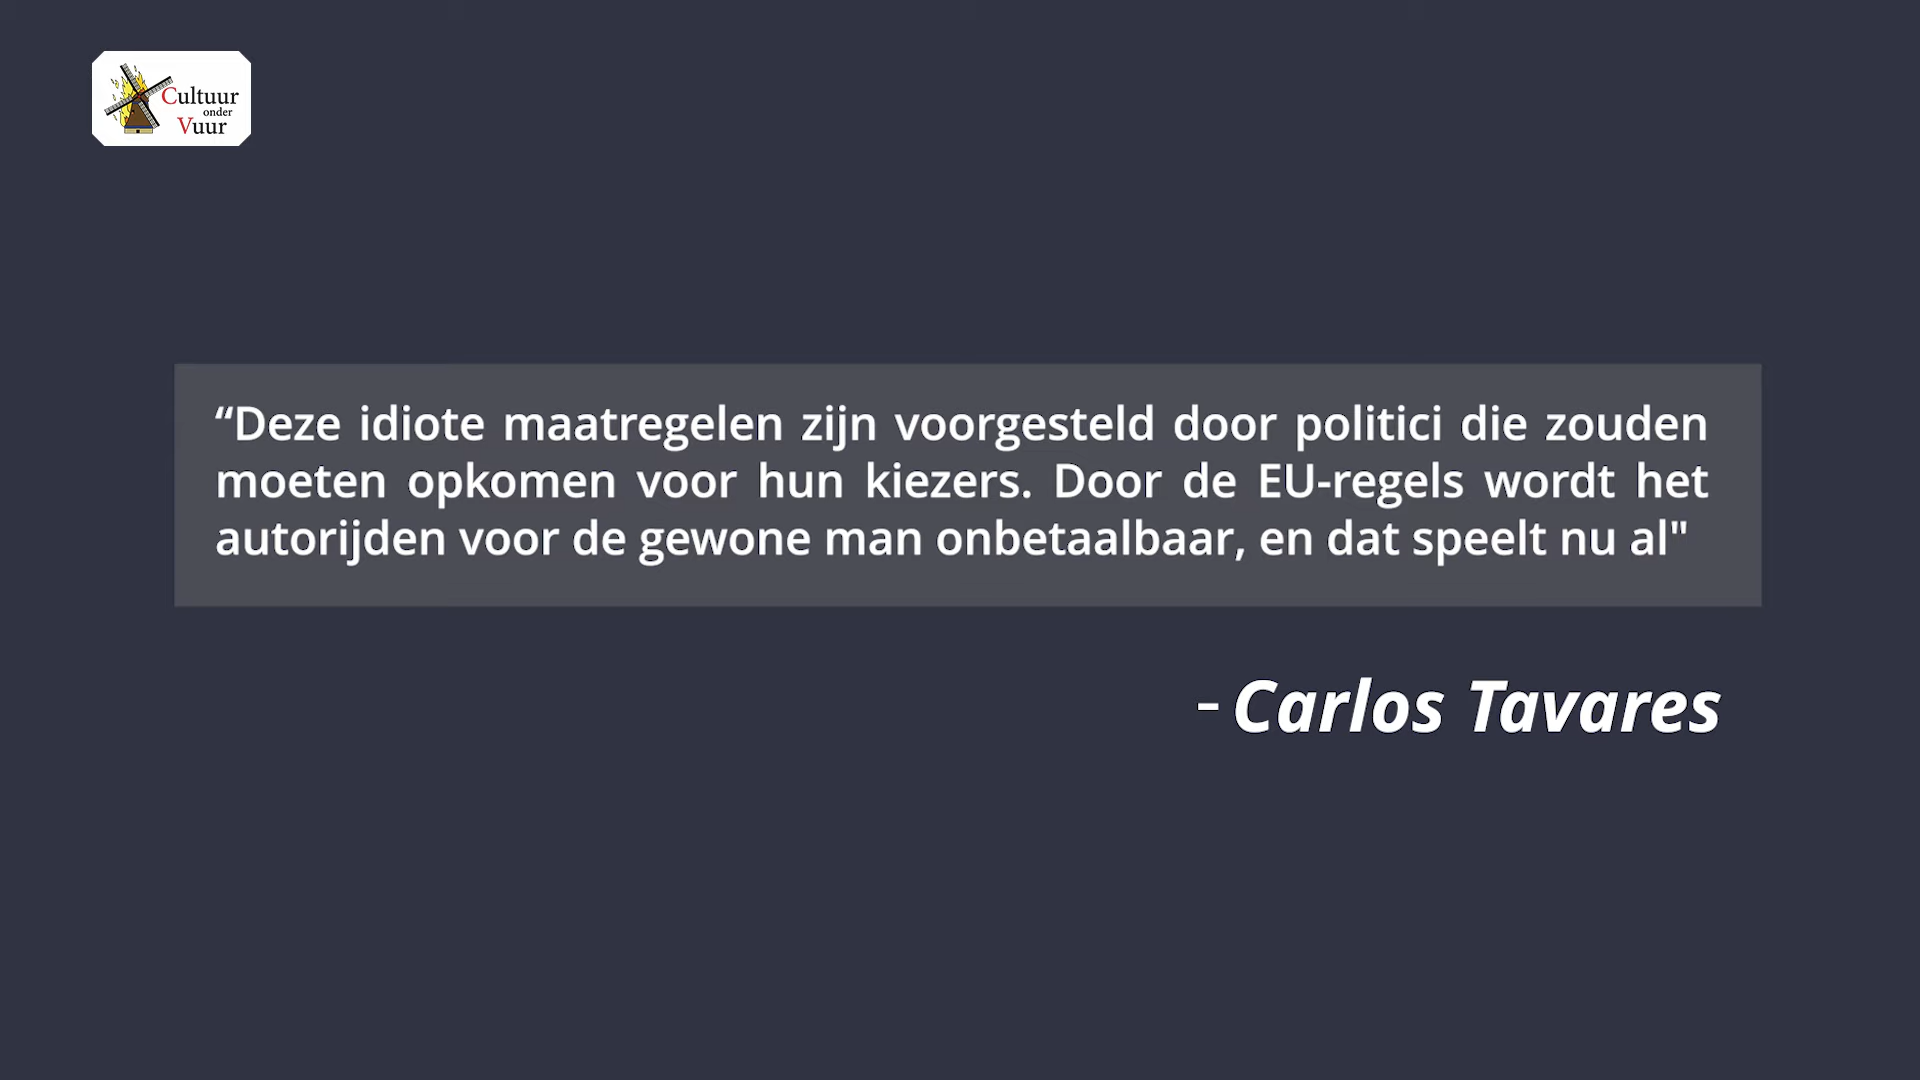 Cultuur
onder
Vuur
“Deze idiote maatregelen zijn voorgesteld door politici die zouden
moeten opkomen voor hun kiezers. Door de EU-regels wordt het
autorijden voor de gewone man onbetaalbaar, en dat speelt nu al"
- Carlos Tavares